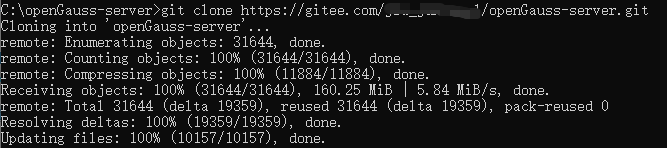 C:\openGauss-server>git clone https://gitee.com/ /openGauss-server.git
Cloning into 'openGauss-server'...
remote: Enumerating objects: 31644, done.
remote: Counting objects: 100% (31644/31644), done.
remote: Compressing objects: 100% (11884/11884), done.
Receiving objects: 100% (31644/31644), 160.25 MiB | 5.84 MiB/s, done.
remote: Total 31644 (delta 19359), reused 31644 (delta 19359), pack-reused 0
Resolving deltas: 100% (19359/19359), done.
Updating files: 100% (10157/10157), done.